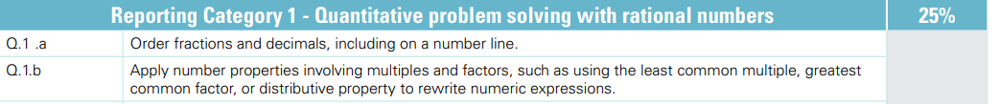 Reporting Category 1 - Quantitative problem solving with rational numbers 25%
Q.1 .a Order fractions and decimals, including on a number line.
Q.1.b Apply number properties involving multiples and factors, such as using the least common multiple, greatest
common factor, or distributive property to rewrite numeric expressions.